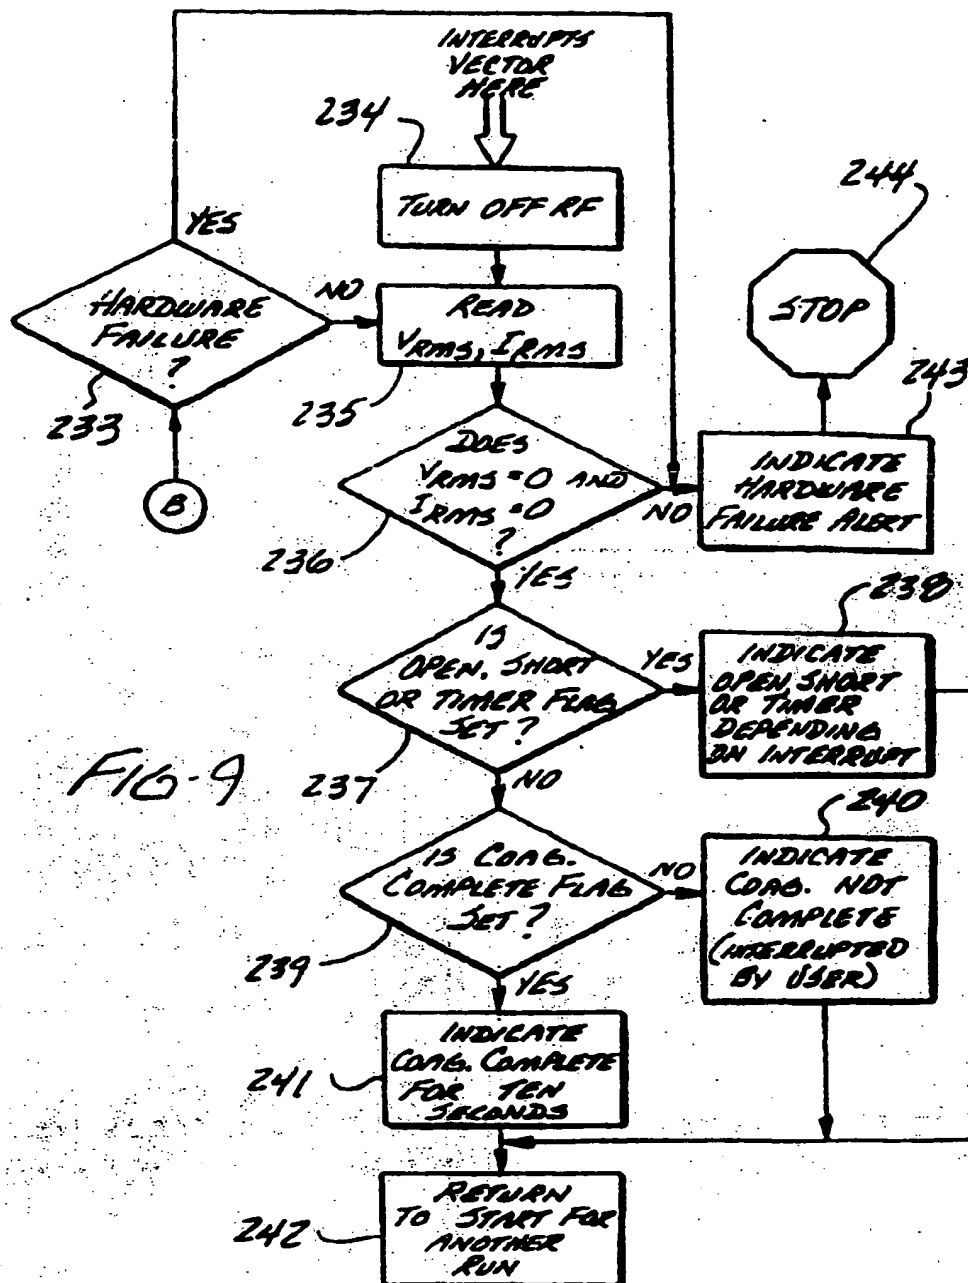 INTERRUPTS
VECTOR
HERE
234
TURN OFF RF
244
STOP
YES
HARDWARE
FAILURE
?
233
NO
READ
VRMS, IRMS
235
B
DOES
VRMS = 0 AND
IRMS = 0
?
236
NO
YES
243
INDICATE
HARDWARE
FAILURE ALERT
IS
OPEN, SHORT
OR TIMER FLAG
SET?
237
YES
NO
238
INDICATE
OPEN, SHORT
OR TIMER
DEPENDING
ON INTERRUPT
FIG-9
IS COAG.
COMPLETE FLAG
SET?
239
NO
YES
240
INDICATE
COAG. NOT
COMPLETE
(INTERRUPTED
BY USER)
INDICATE
COAG. COMPLETE
FOR TEN
SECONDS
241
RETURN
TO START FOR
ANOTHER
RUN
242